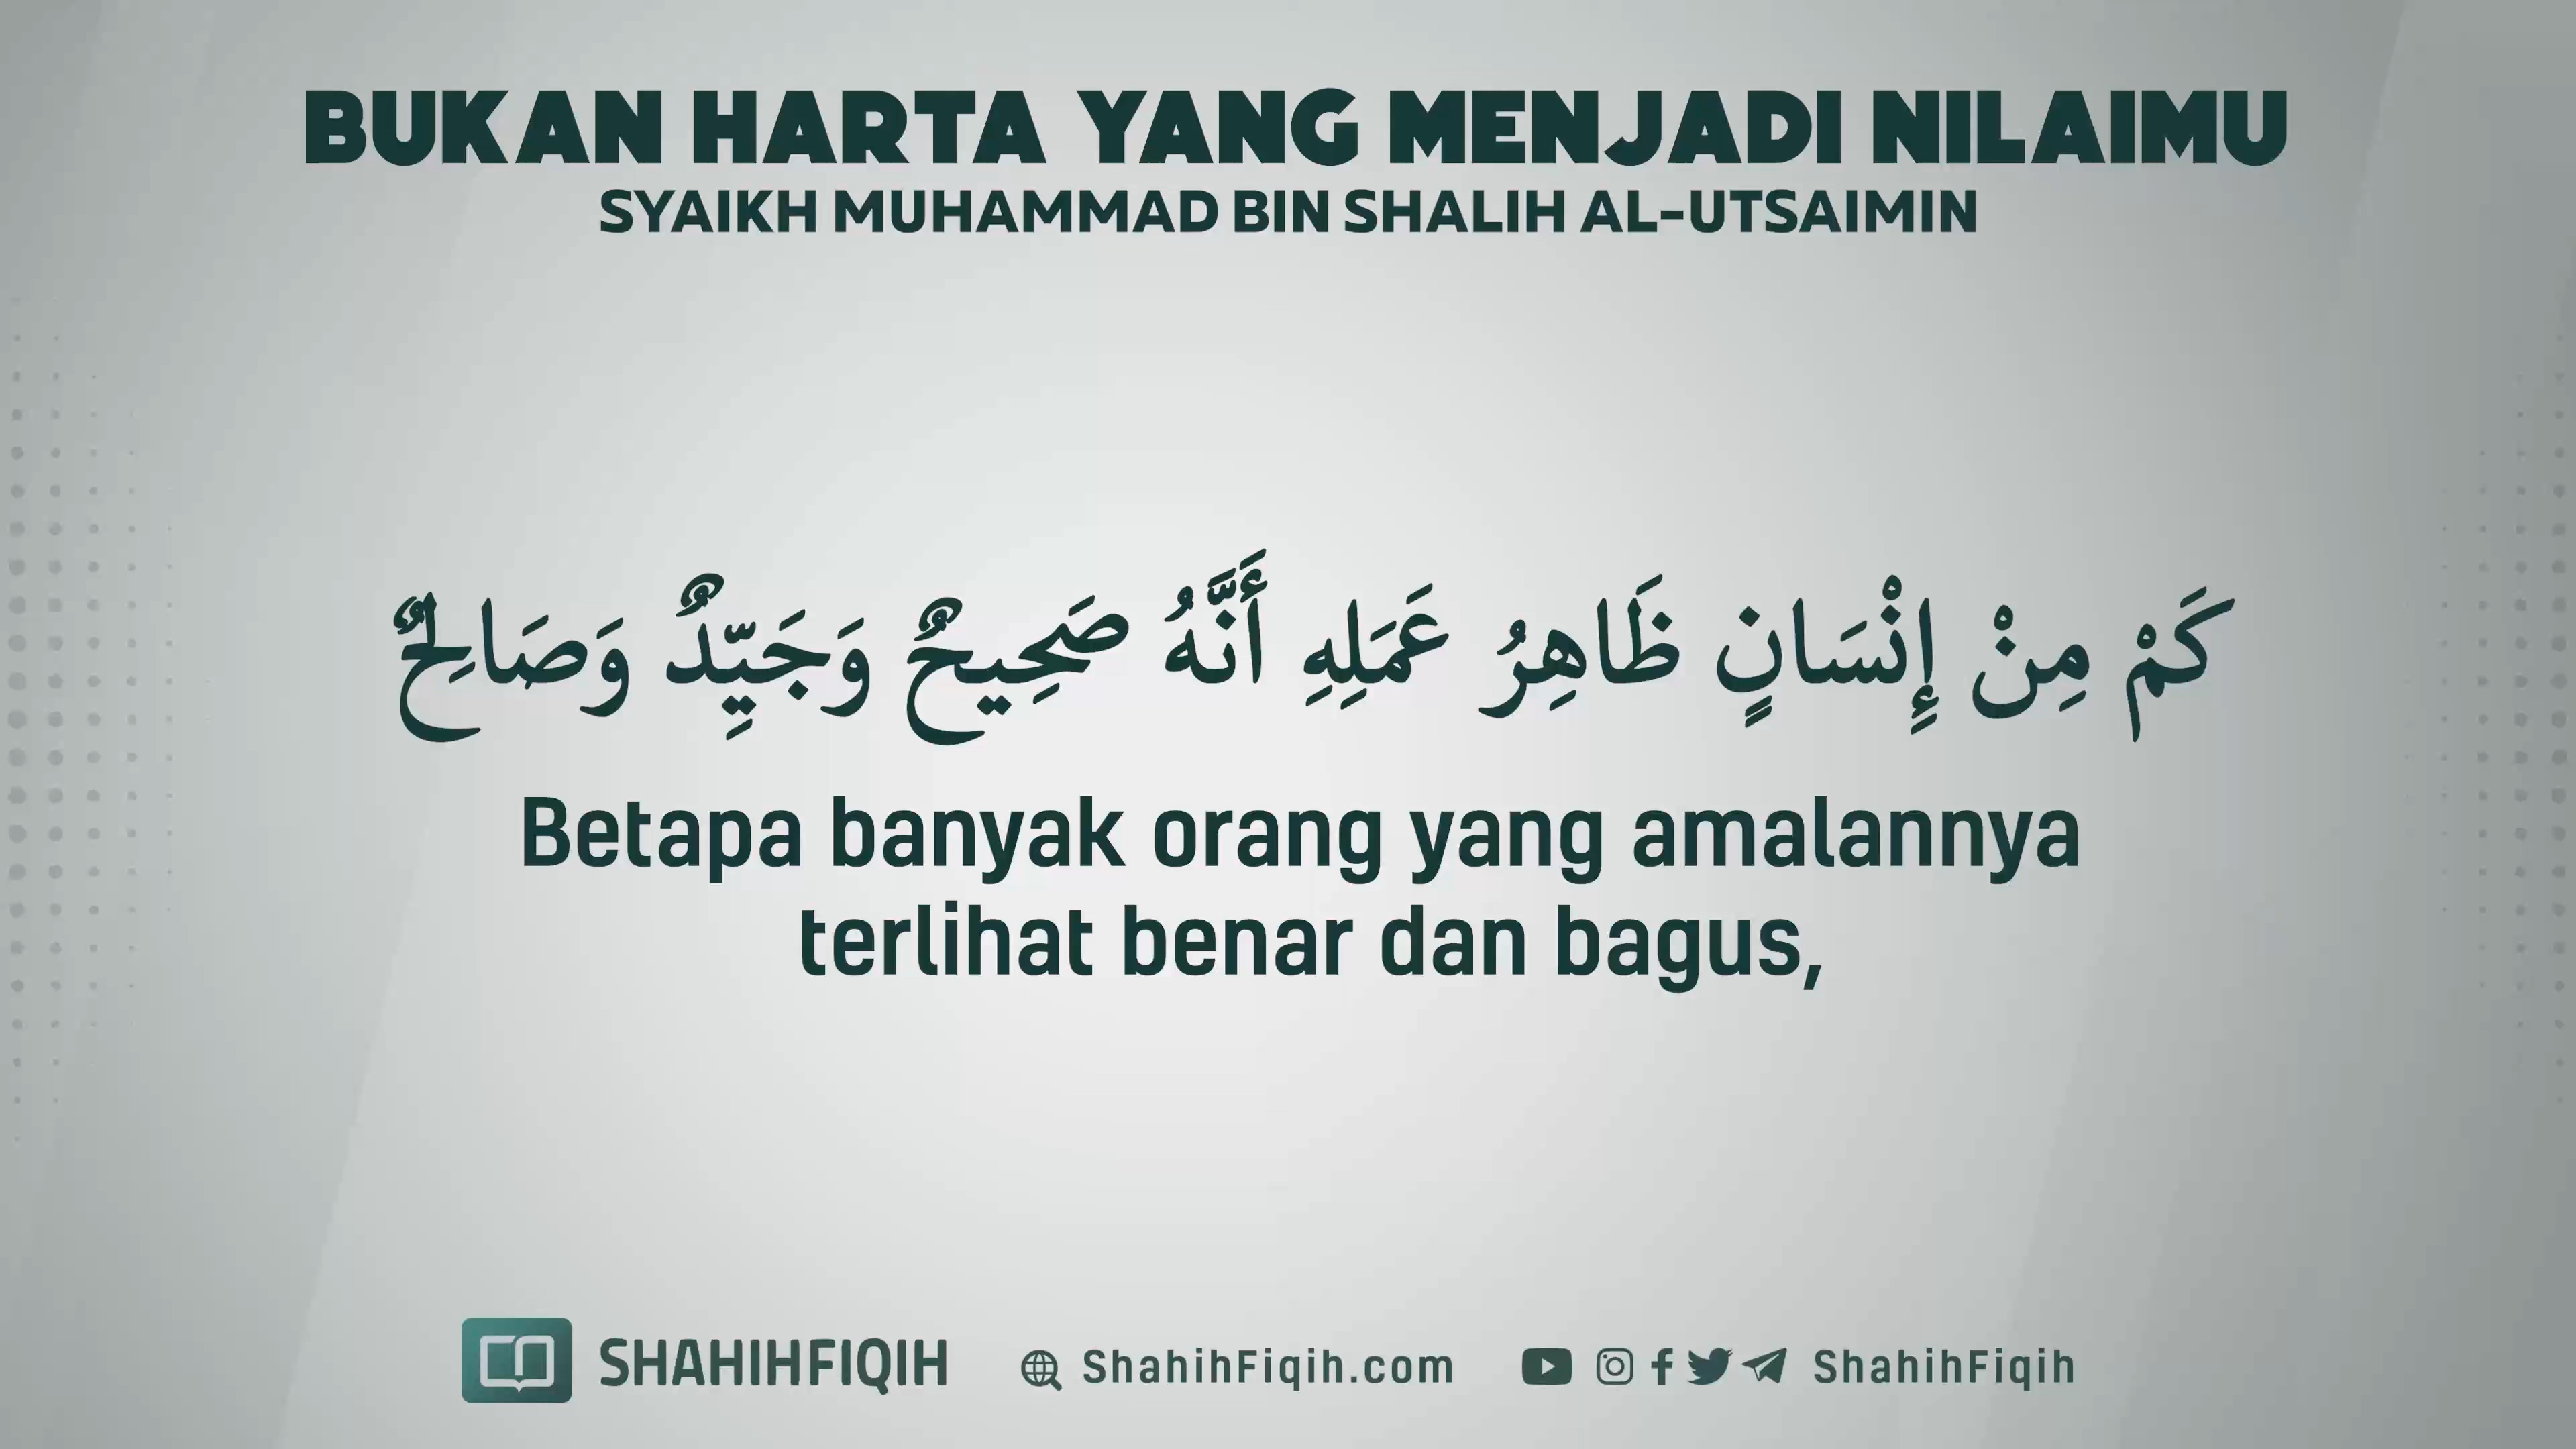 BUKAN HARTA YANG MENJADI NILAIMU
SYAIKH MUHAMMAD BIN SHALIH AL-UTSAIMIN
كَمْ مِنْ إِنْسَانٍ ظَاهِرُ عَمَلِهِ أَنَّهُ صَحِيحٌ وَجَيِّدٌ وَصَالِحٌ
Betapa banyak orang yang amalannya
terlihat benar dan bagus,
SHAHIHFIQIH ShahihFiqih.com ShahihFiqih